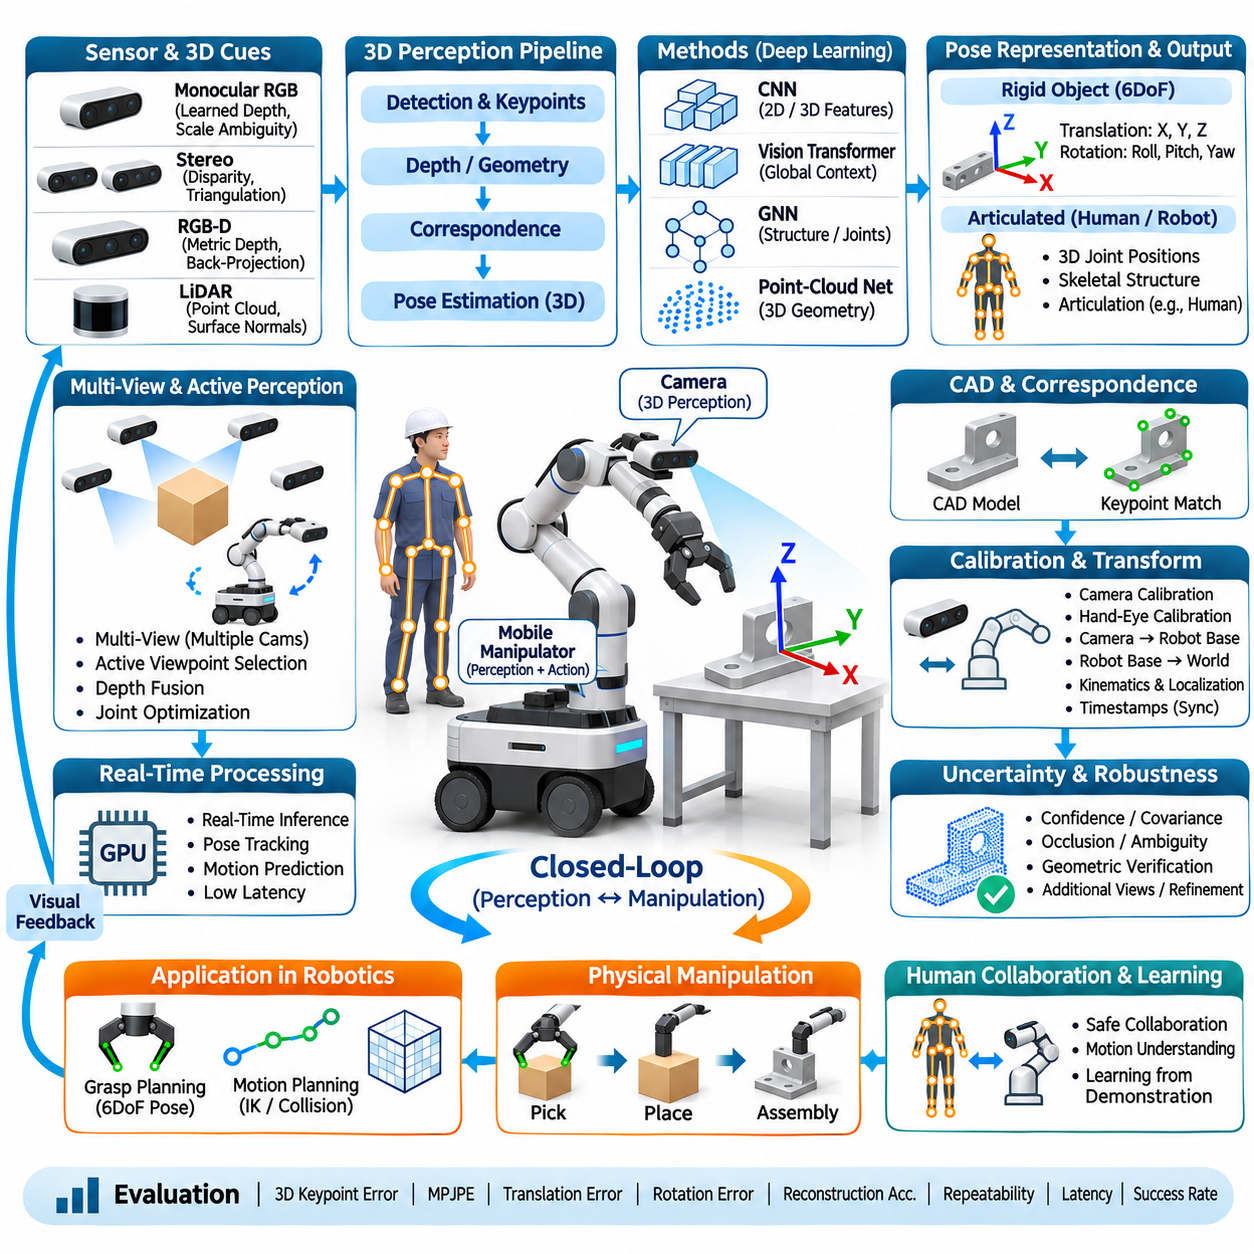 Sensor & 3D Cues
Monocular RGB
(Learned Depth,
Scale Ambiguity)
Stereo
(Disparity,
Triangulation)
RGB-D
(Metric Depth,
Back-Projection)
LiDAR
(Point Cloud,
Surface Normals)
3D Perception Pipeline
Detection & Keypoints
Depth / Geometry
Correspondence
Pose Estimation (3D)
Methods (Deep Learning)
CNN
(2D / 3D Features)
Vision Transformer
(Global Context)
GNN
(Structure / Joints)
Point-Cloud Net
(3D Geometry)
Pose Representation & Output
Rigid Object (6DoF)
Z
Y
X
Translation: X, Y, Z
Rotation: Roll, Pitch, Yaw
Articulated (Human / Robot)
• 3D Joint Positions
• Skeletal Structure
• Articulation (e.g., Human)
Multi-View & Active Perception
• Multi-View (Multiple Cams)
• Active Viewpoint Selection
• Depth Fusion
• Joint Optimization
Camera
(3D Perception)
Mobile
Manipulator
(Perception + Action)
Z
Y
X
CAD & Correspondence
CAD Model
Keypoint Match
Calibration & Transform
• Camera Calibration
• Hand-Eye Calibration
• Camera → Robot Base
• Robot Base → World
• Kinematics & Localization
• Timestamps (Sync)
Real-Time Processing
GPU
• Real-Time Inference
• Pose Tracking
• Motion Prediction
• Low Latency
Uncertainty & Robustness
• Confidence / Covariance
• Occlusion / Ambiguity
• Geometric Verification
• Additional Views / Refinement
Visual
Feedback
Closed-Loop
(Perception ↔ Manipulation)
Application in Robotics
Grasp Planning
(6DoF Pose)
Motion Planning
(IK / Collision)
Physical Manipulation
Pick
Place
Assembly
Human Collaboration & Learning
• Safe Collaboration
• Motion Understanding
• Learning from
Demonstration
Evaluation | 3D Keypoint Error | MPJPE | Translation Error | Rotation Error | Reconstruction Acc. | Repeatability | Latency | Success Rate